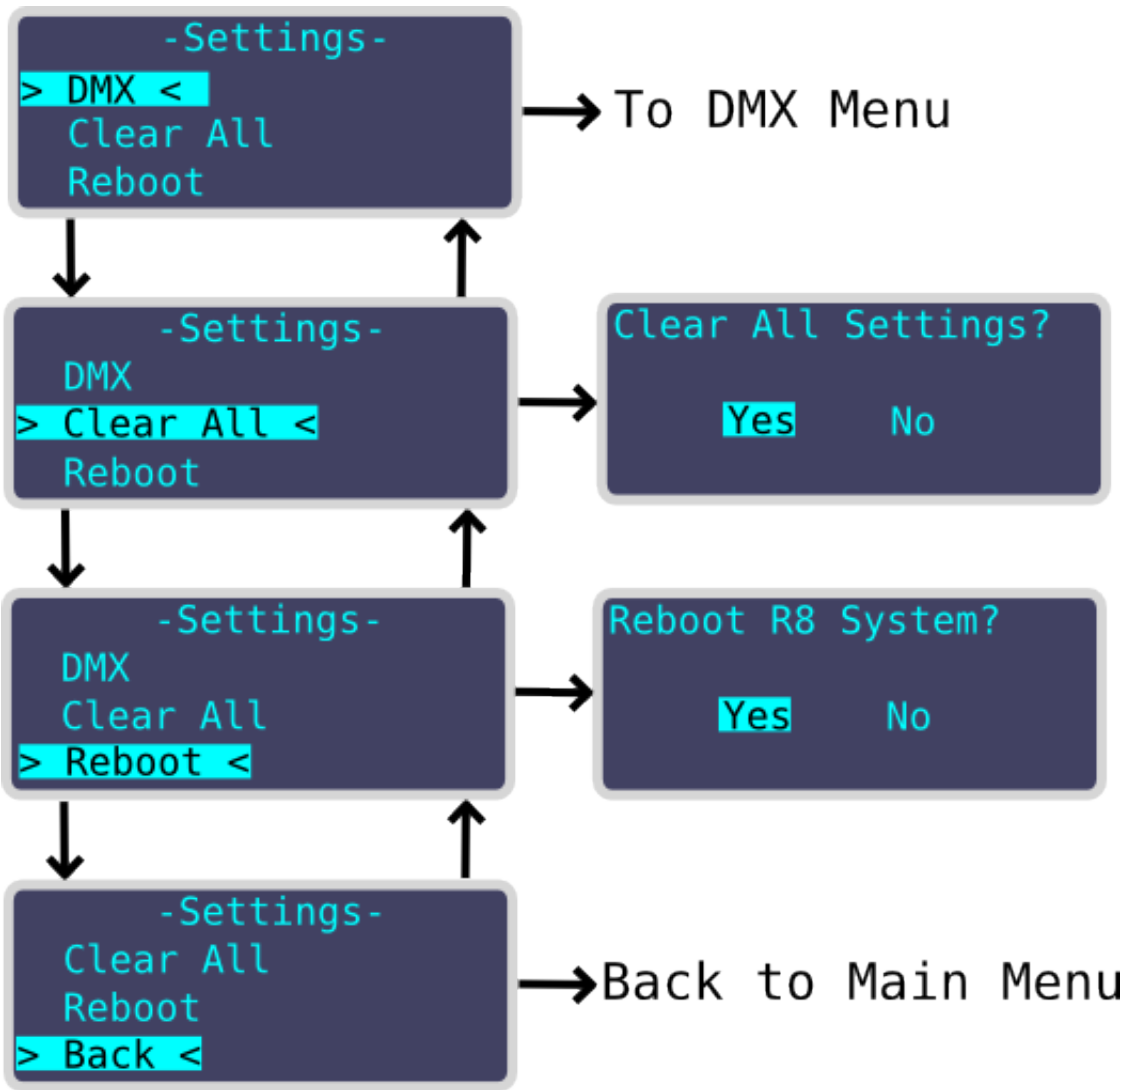 -Settings-
> DMX <
Clear All
Reboot
To DMX Menu
-Settings-
DMX
> Clear All <
Reboot
Clear All Settings?
Yes No
-Settings-
DMX
Clear All
> Reboot <
Reboot R8 System?
Yes No
-Settings-
Clear All
Reboot
> Back <
Back to Main Menu